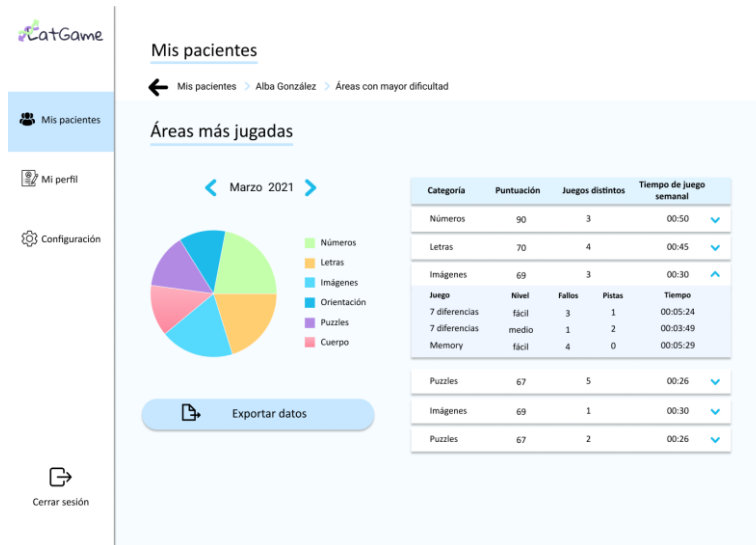 CatGame
Mis pacientes
Mi perfil
Configuración
Cerrar sesión
Mis pacientes
Mis pacientes > Alba González > Áreas con mayor dificultad
Áreas más jugadas
Marzo 2021
Números
Letras
Imágenes
Orientación
Puzzles
Cuerpo
Exportar datos
Categoría Puntuación Juegos distintos Tiempo de juego semanal
Números 90 3 00:50
Letras 70 4 00:45
Imágenes 69 3 00:30
Juego Nivel Fallos Pistas Tiempo
7 diferencias fácil 3 1 00:05:24
7 diferencias medio 1 2 00:03:49
Memory fácil 4 0 00:05:29
Puzzles 67 5 00:26
Imágenes 69 1 00:30
Puzzles 67 2 00:26